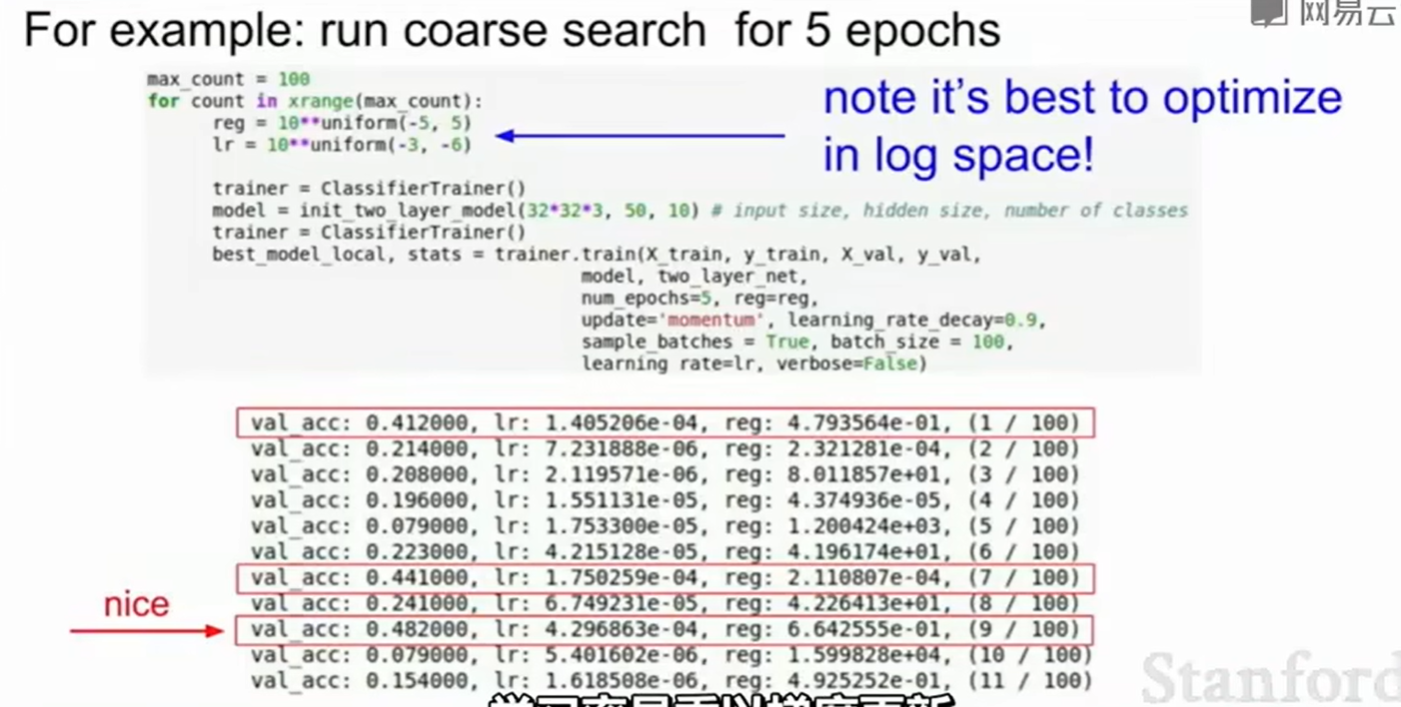 For example: run coarse search for 5 epochs
网易云
max_count = 100
for count in xrange(max_count):
reg = 10**uniform(-5, 5)
lr = 10**uniform(-3, -6)
note it's best to optimize
in log space!
trainer = ClassifierTrainer()
model = init_two_layer_model(32*32*3, 50, 10) # input size, hidden size, number of classes
trainer = ClassifierTrainer()
best_model_local, stats = trainer.train(X_train, y_train, X_val, y_val,
model, two_layer_net,
num_epochs=5, reg=reg,
update='momentum', learning_rate_decay=0.9,
sample_batches = True, batch_size = 100,
learning_rate=lr, verbose=False)
val_acc: 0.412000, lr: 1.405206e-04, reg: 4.793564e-01, (1 / 100)
val_acc: 0.214000, lr: 7.231888e-06, reg: 2.321281e-04, (2 / 100)
val_acc: 0.208000, lr: 2.119571e-06, reg: 8.011857e+01, (3 / 100)
val_acc: 0.196000, lr: 1.551131e-05, reg: 4.374936e-05, (4 / 100)
val_acc: 0.079000, lr: 1.753300e-05, reg: 1.200424e+03, (5 / 100)
val_acc: 0.223000, lr: 4.215128e-05, reg: 4.196174e+01, (6 / 100)
val_acc: 0.441000, lr: 1.750259e-04, reg: 2.110807e-04, (7 / 100)
nice
val_acc: 0.241000, lr: 6.749231e-05, reg: 4.226413e+01, (8 / 100)
val_acc: 0.482000, lr: 4.296863e-04, reg: 6.642555e-01, (9 / 100)
val_acc: 0.079000, lr: 5.401602e-06, reg: 1.599828e+04, (10 / 100)
val_acc: 0.154000, lr: 1.618508e-06, reg: 4.925252e-01, (11 / 100)
Stanford